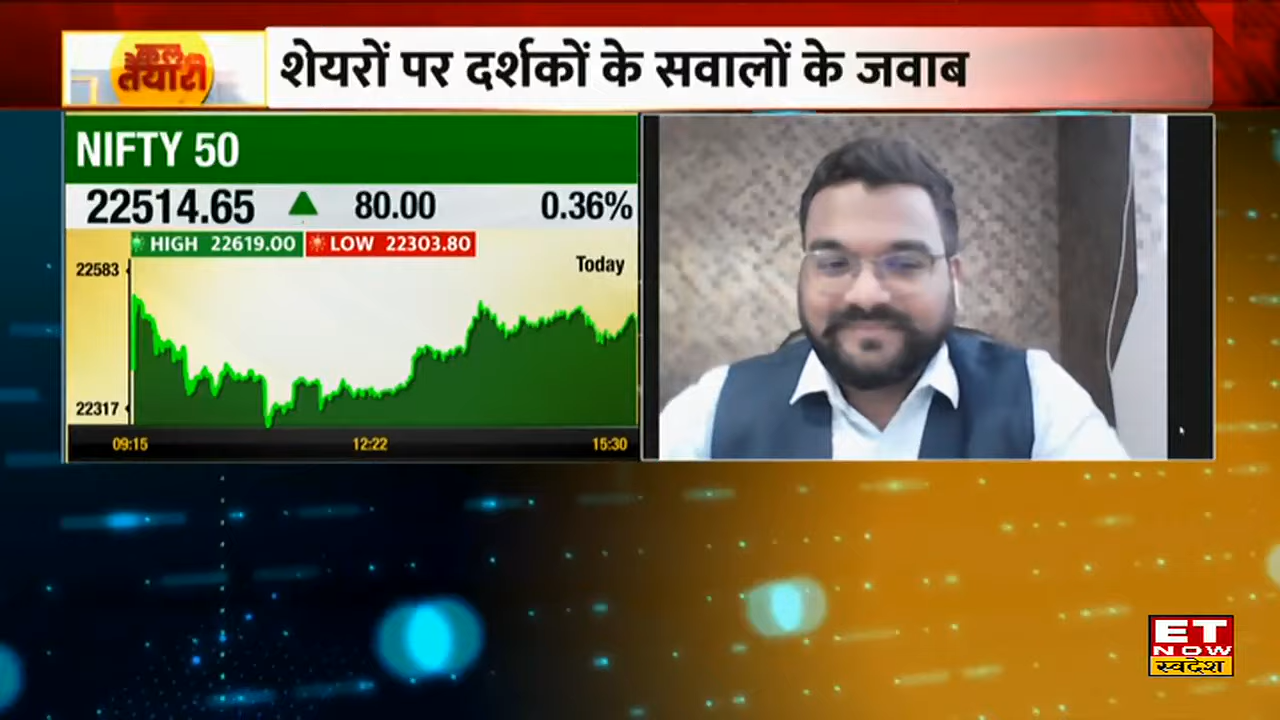 कल
की
तैयारी
शेयरों पर दर्शकों के सवालों के जवाब
NIFTY 50
22514.65 ▲ 80.00 0.36%
HIGH 22619.00 LOW 22303.80
Today
22583
22317
09:15 12:22 15:30
ET
NOW
स्वदेश